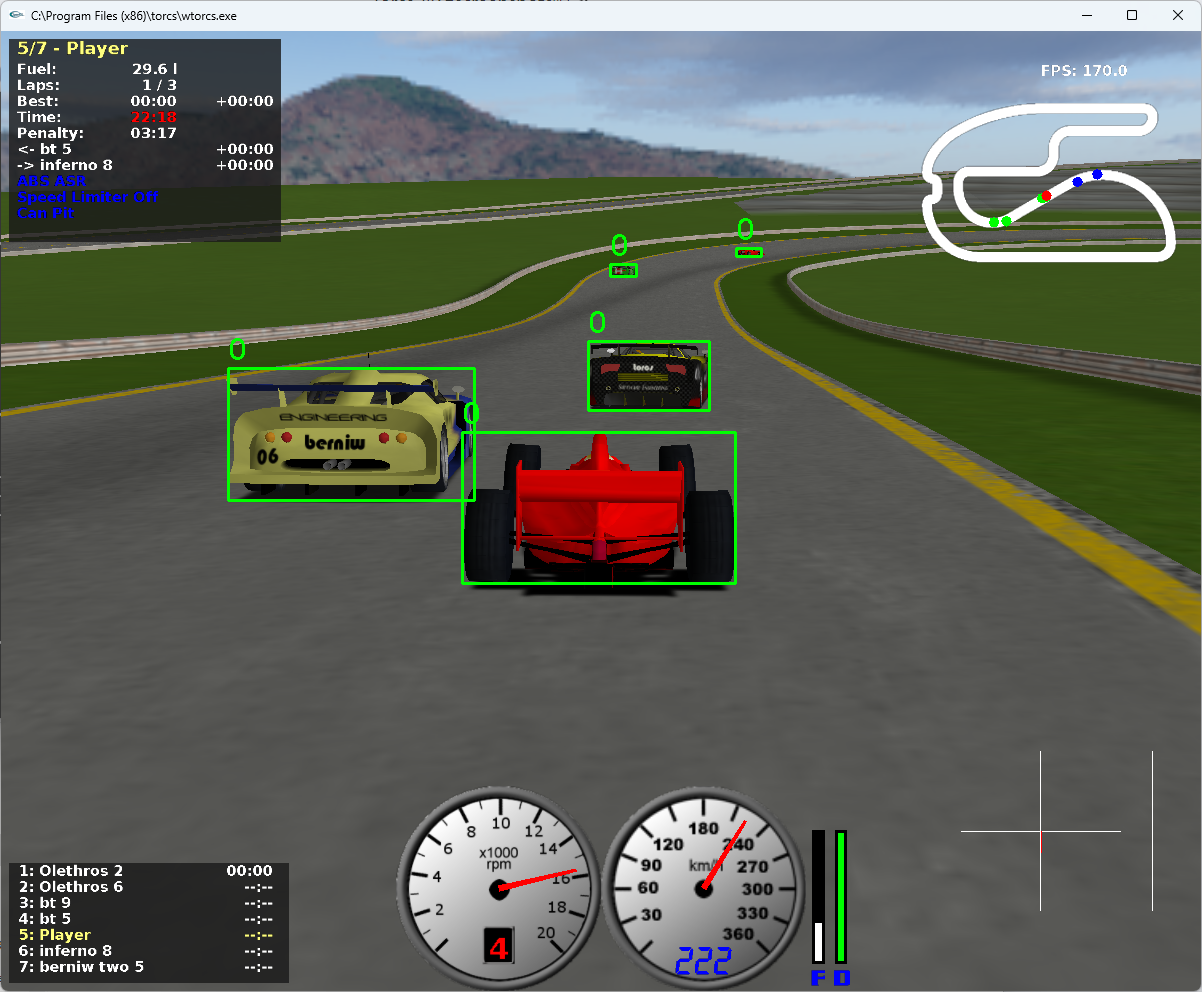 C:\Program Files (x86)\torcs\wtorcs.exe
5/7 - Player
Fuel: 29.6 l
Laps: 1 / 3
Best: 00:00 +00:00
Time: 22:18
Penalty: 03:17
<- bt 5 +00:00
-> inferno 8 +00:00
ABS ASR
Speed Limiter Off
Can Pit
FPS: 170.0
0
0
0
0
0
torcs
ENGINEERING
berniw
06
2 4 6 8 10 12 14 16 18 20
x1000
rpm
4
30 60 90 120 180 240 270 300 330 360
km/h
222
F D
1: Olethros 2 00:00
2: Olethros 6 --:--
3: bt 9 --:--
4: bt 5 --:--
5: Player --:--
6: inferno 8 --:--
7: berniw two 5 --:--